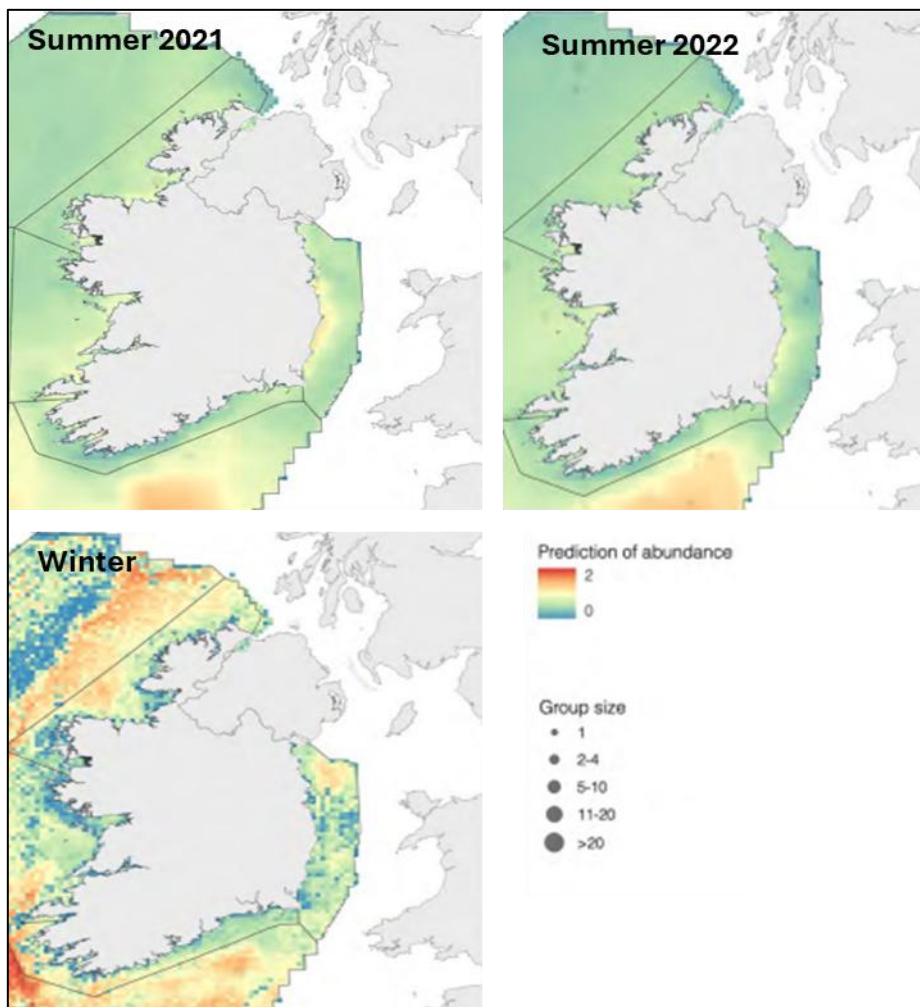 Summer 2021
Summer 2022
Winter
Prediction of abundance
2
0
Group size
1
2-4
5-10
11-20
>20